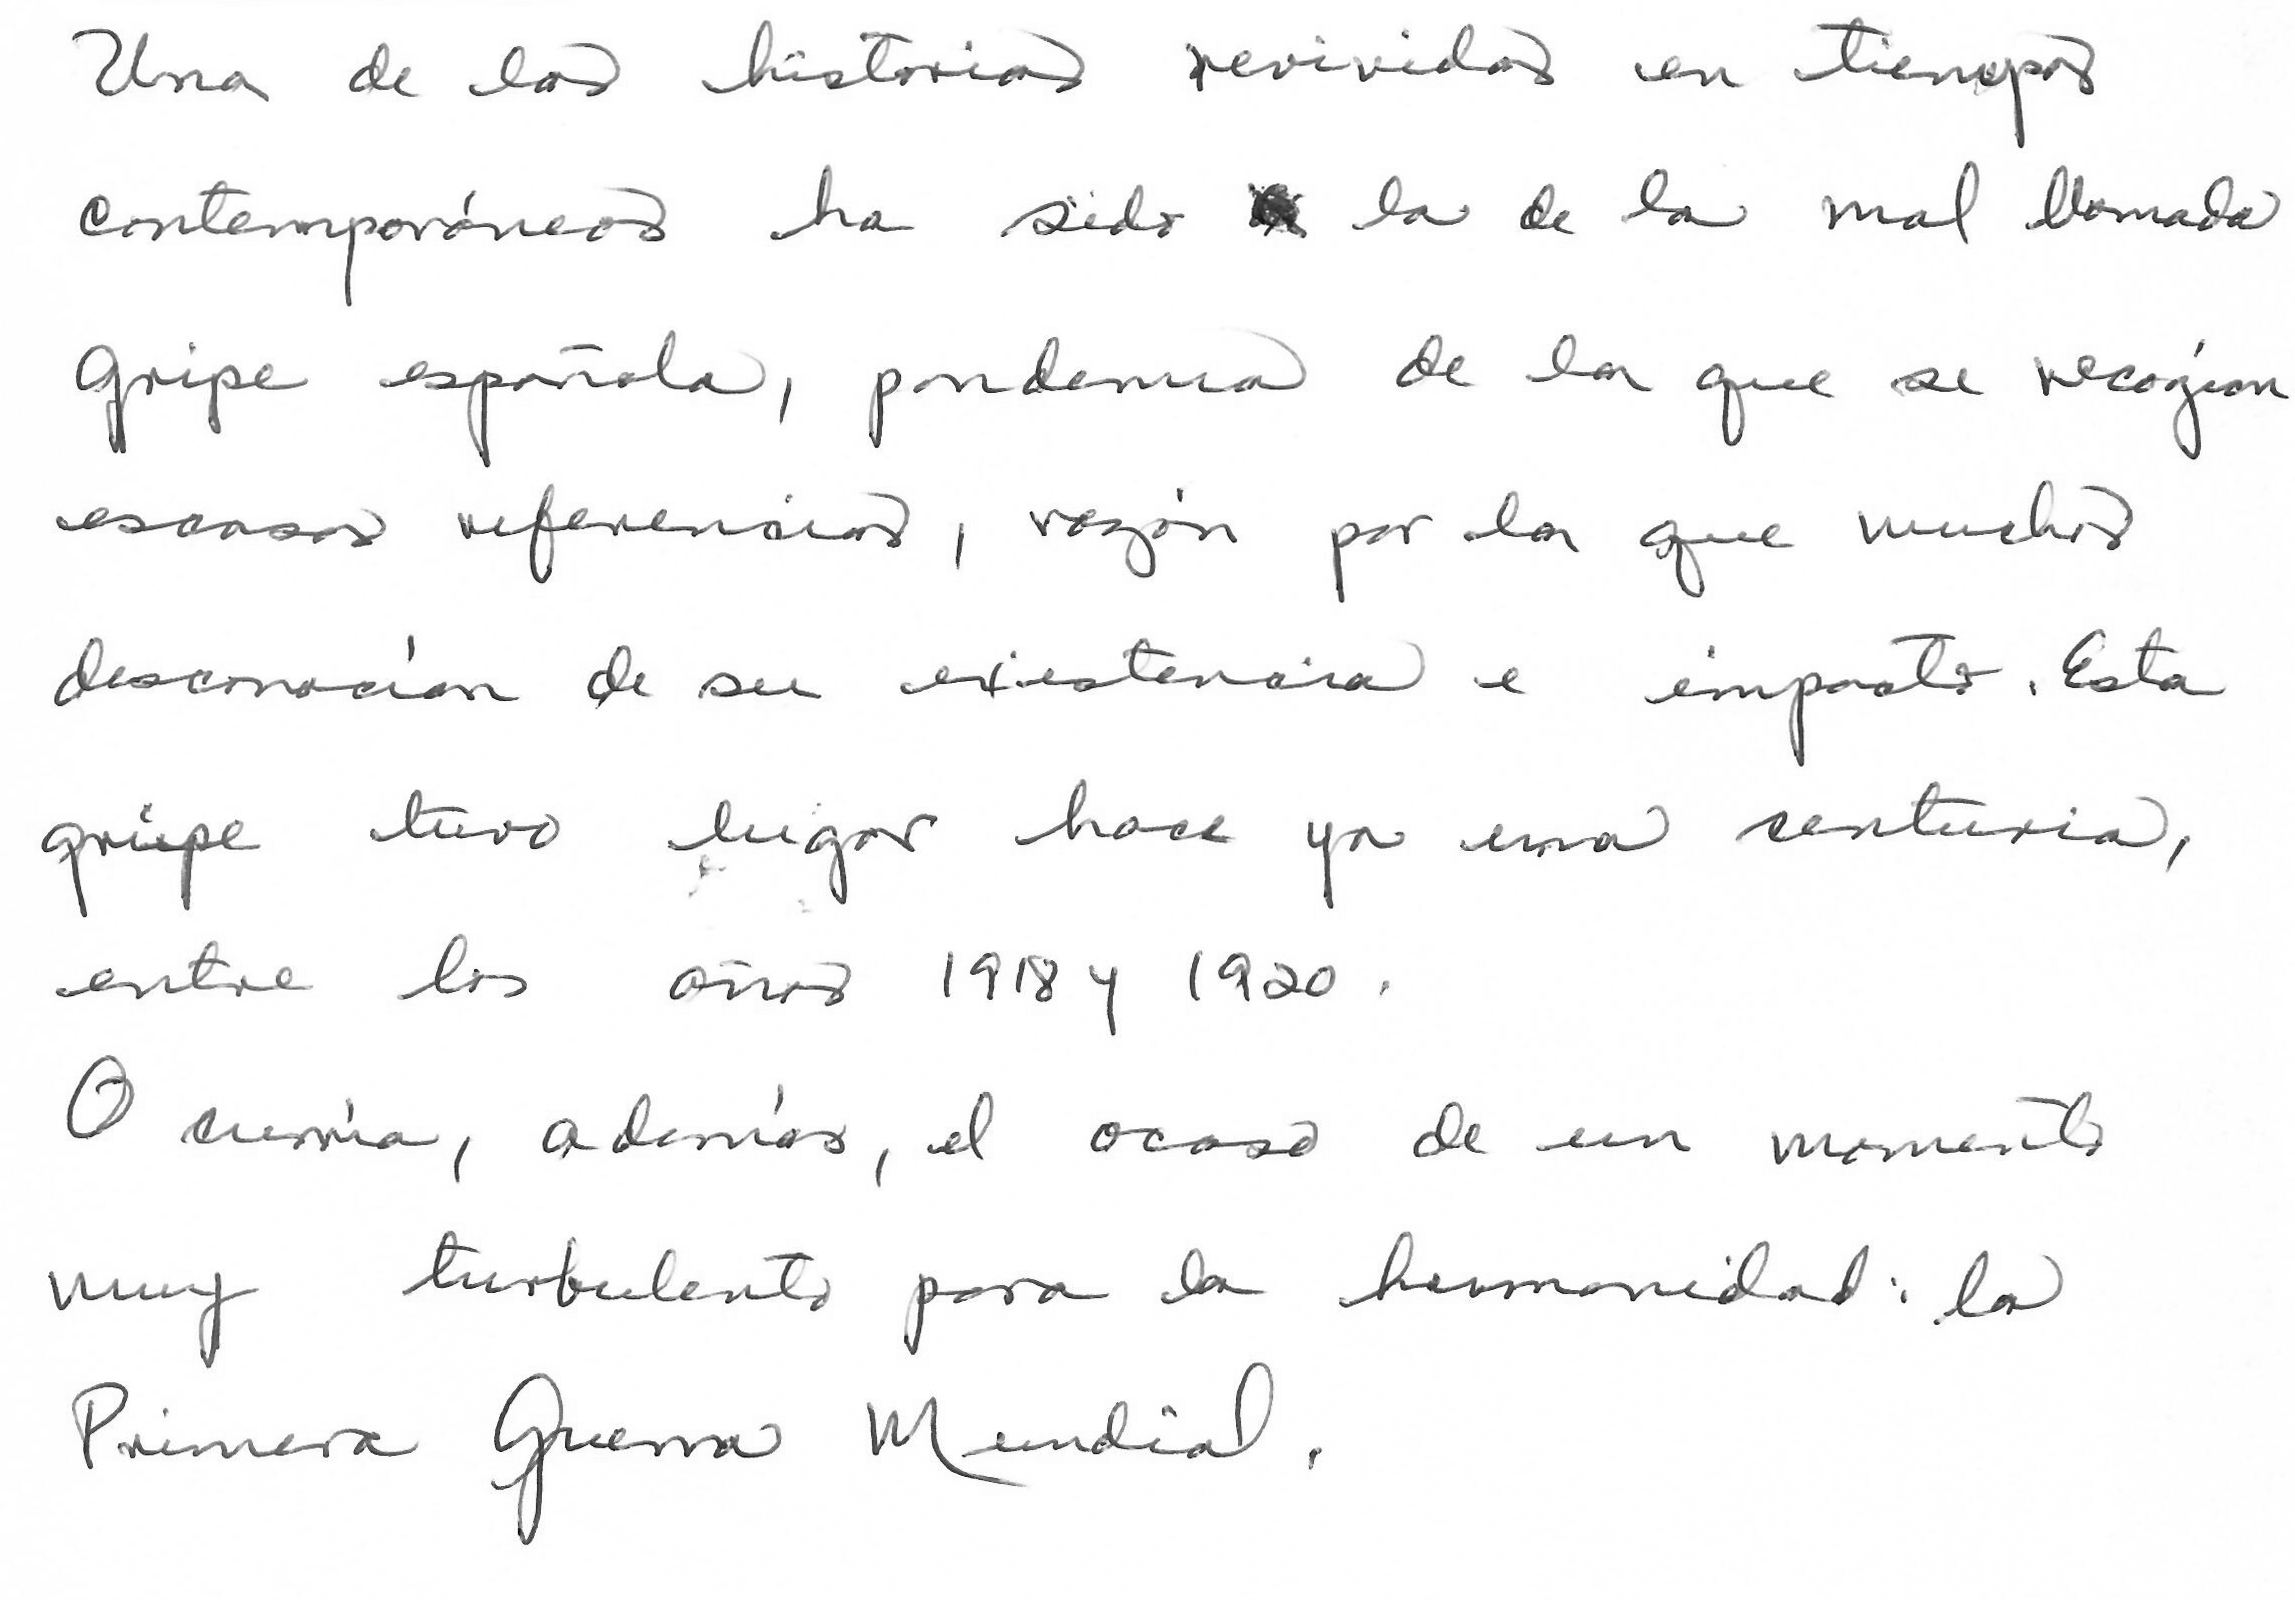 Una de las historias revividas en tiempos
contemporáneos ha sido la de la mal llamada
gripe española, pandemia de la que se recogían
escasas referencias, razón por la que muchos
desconocían de su existencia e impacto. Esta
gripe tuvo lugar hace ya una centuria,
entre los años 1918 y 1920.
Ocurría, además, el ocaso de un momento
muy turbulento para la humanidad: la
Primera Guerra Mundial.